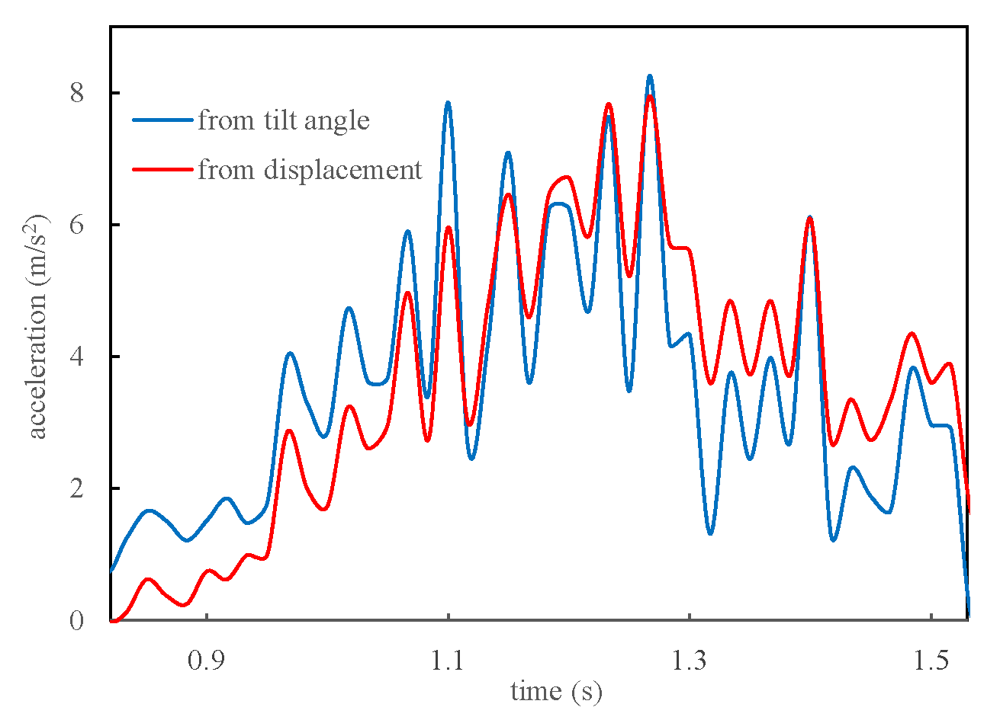 8
from tilt angle
from displacement
6
acceleration (m/s²)
4
2
0
0.9 1.1 1.3 1.5
time (s)